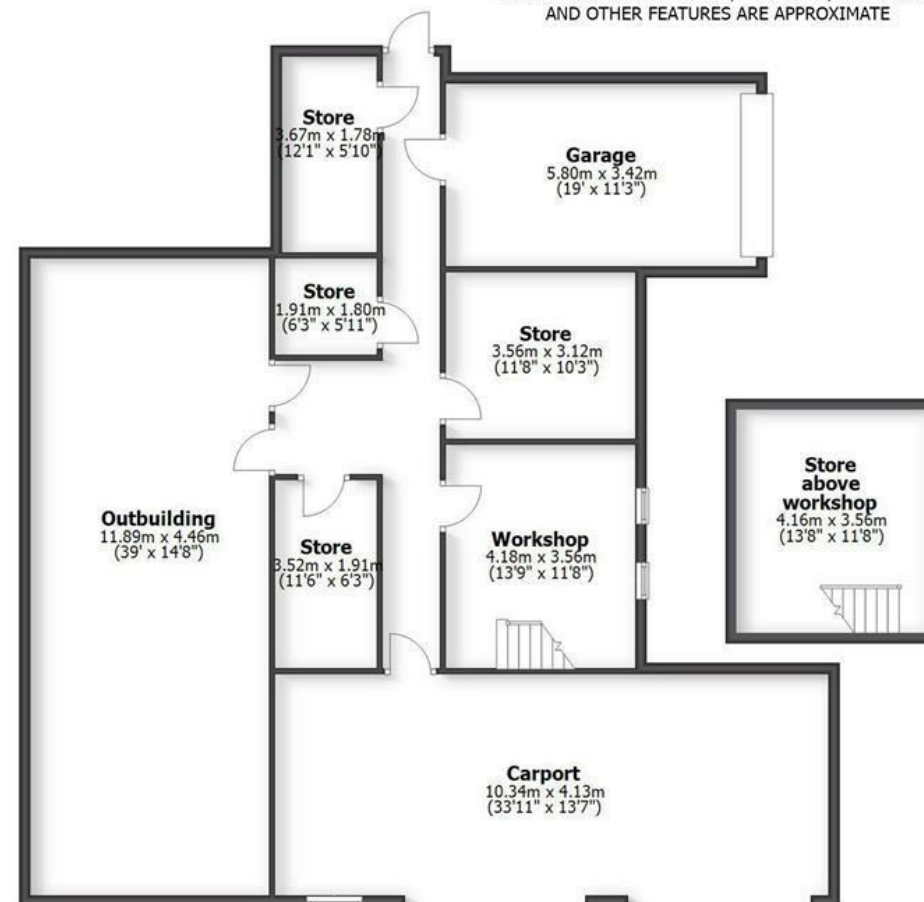 AND OTHER FEATURES ARE APPROXIMATE
Store
3.67m x 1.78m
(12'1" x 5'10")
Garage
5.80m x 3.42m
(19' x 11'3")
Store
1.91m x 1.80m
(6'3" x 5'11")
Store
3.56m x 3.12m
(11'8" x 10'3")
Store
above
workshop
4.16m x 3.56m
(13'8" x 11'8")
Outbuilding
11.89m x 4.46m
(39' x 14'8")
Store
3.52m x 1.91m
(11'6" x 6'3")
Workshop
4.18m x 3.56m
(13'9" x 11'8")
Carport
10.34m x 4.13m
(33'11" x 13'7")